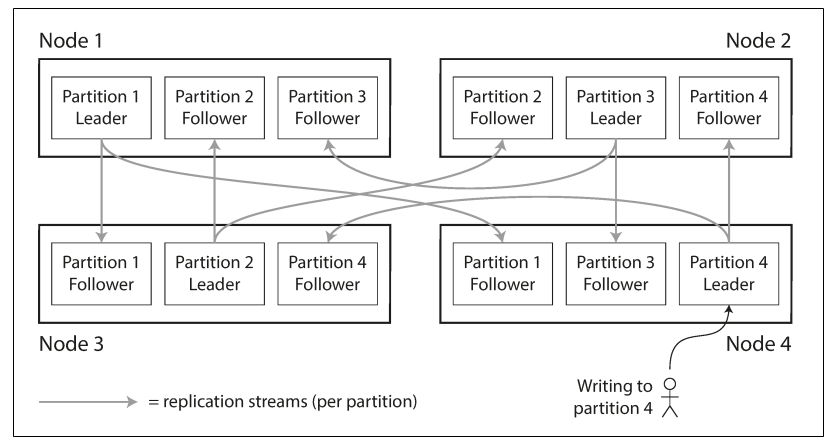 Node 1
Node 2
Partition 1
Leader
Partition 2
Follower
Partition 3
Follower
Partition 2
Follower
Partition 3
Leader
Partition 4
Follower
Partition 1
Follower
Partition 2
Leader
Partition 4
Follower
Partition 1
Follower
Partition 3
Follower
Partition 4
Leader
Node 3
Node 4
= replication streams (per partition)
Writing to
partition 4